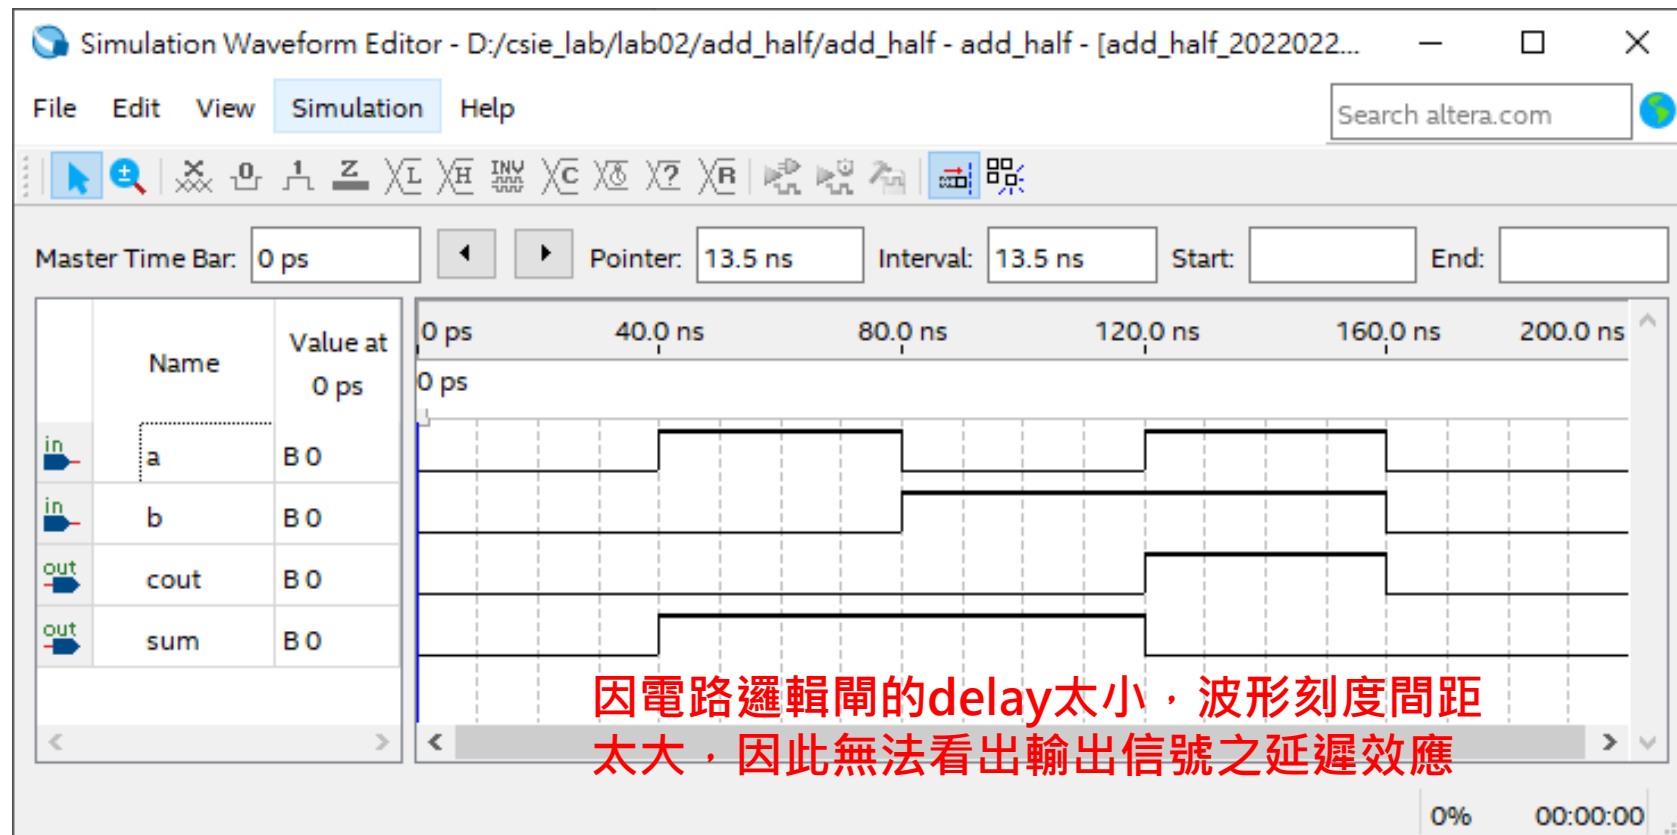 Simulation Waveform Editor - D:/csie_lab/lab02/add_half/add_half - add_half - [add_half_2022022...
File Edit View Simulation Help
Search altera.com
Master Time Bar: 0 ps Pointer: 13.5 ns Interval: 13.5 ns Start: End:
Name Value at 0 ps
0 ps 40.0 ns 80.0 ns 120.0 ns 160.0 ns 200.0 ns
0 ps
in a B 0
in b B 0
out cout B 0
out sum B 0
因電路邏輯閘的delay太小，波形刻度間距
太大，因此無法看出輸出信號之延遲效應
0% 00:00:00